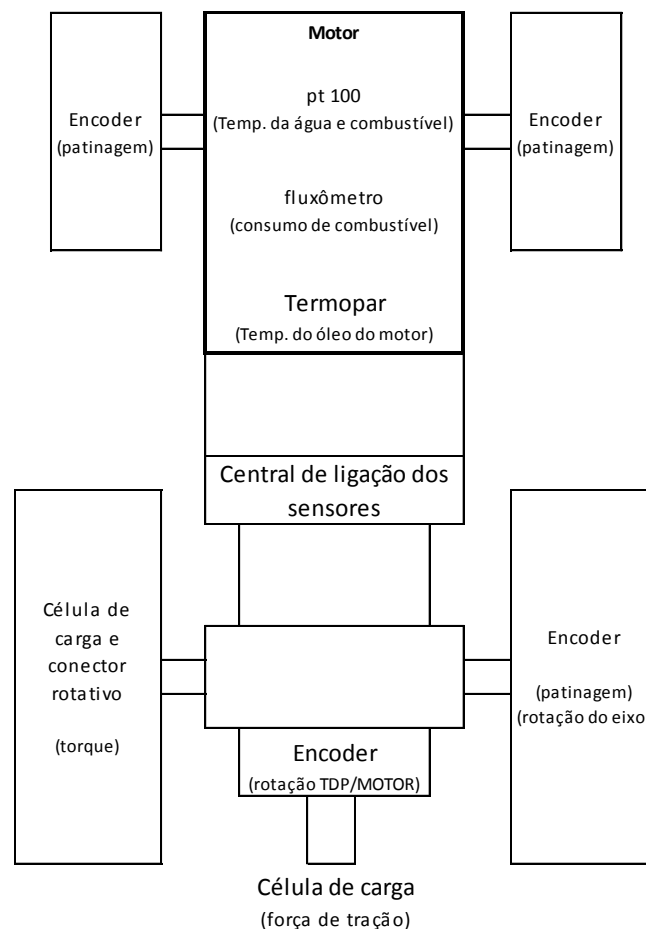 Motor
pt 100
(Temp. da água e combustível)
Encoder
(patinagem)
Encoder
(patinagem)
fluxômetro
(consumo de combustível)
Termopar
(Temp. do óleo do motor)
Central de ligação dos
sensores
Célula de
carga e
conector
rotativo
(torque)
Encoder
(patinagem)
(rotação do eixo
Encoder
(rotação TDP/MOTOR)
Célula de carga
(força de tração)